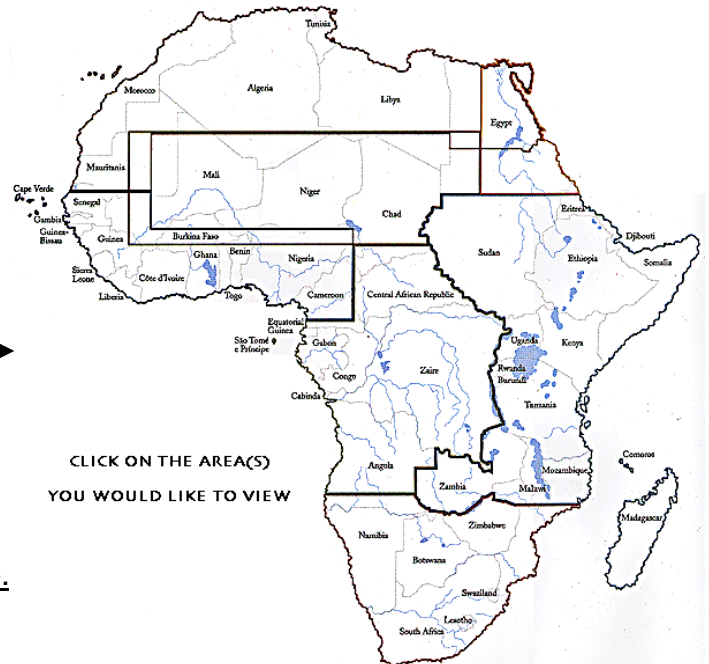 Tunisia
Morocco
Algeria
Libya
Egypt
Mauritania
Mali
Niger
Chad
Cape Verde
Senegal
Gambia
Guinea-
Bissau
Guinea
Burkina Faso
Ghana
Benin
Nigeria
Sierra
Leone
Liberia
Côte d'Ivoire
Togo
Cameroon
Central African Republic
Sudan
Eritrea
Djibouti
Ethiopia
Somalia
Equatorial
Guinea
São Tomé
e Príncipe
Gabon
Congo
Zaire
Uganda
Kenya
Rwanda
Burundi
Tanzania
Cabinda
CLICK ON THE AREA(S)
YOU WOULD LIKE TO VIEW
Angola
Zambia
Malawi
Mozambique
Comoros
Madagascar
Namibia
Zimbabwe
Botswana
Swaziland
Lesotho
South Africa